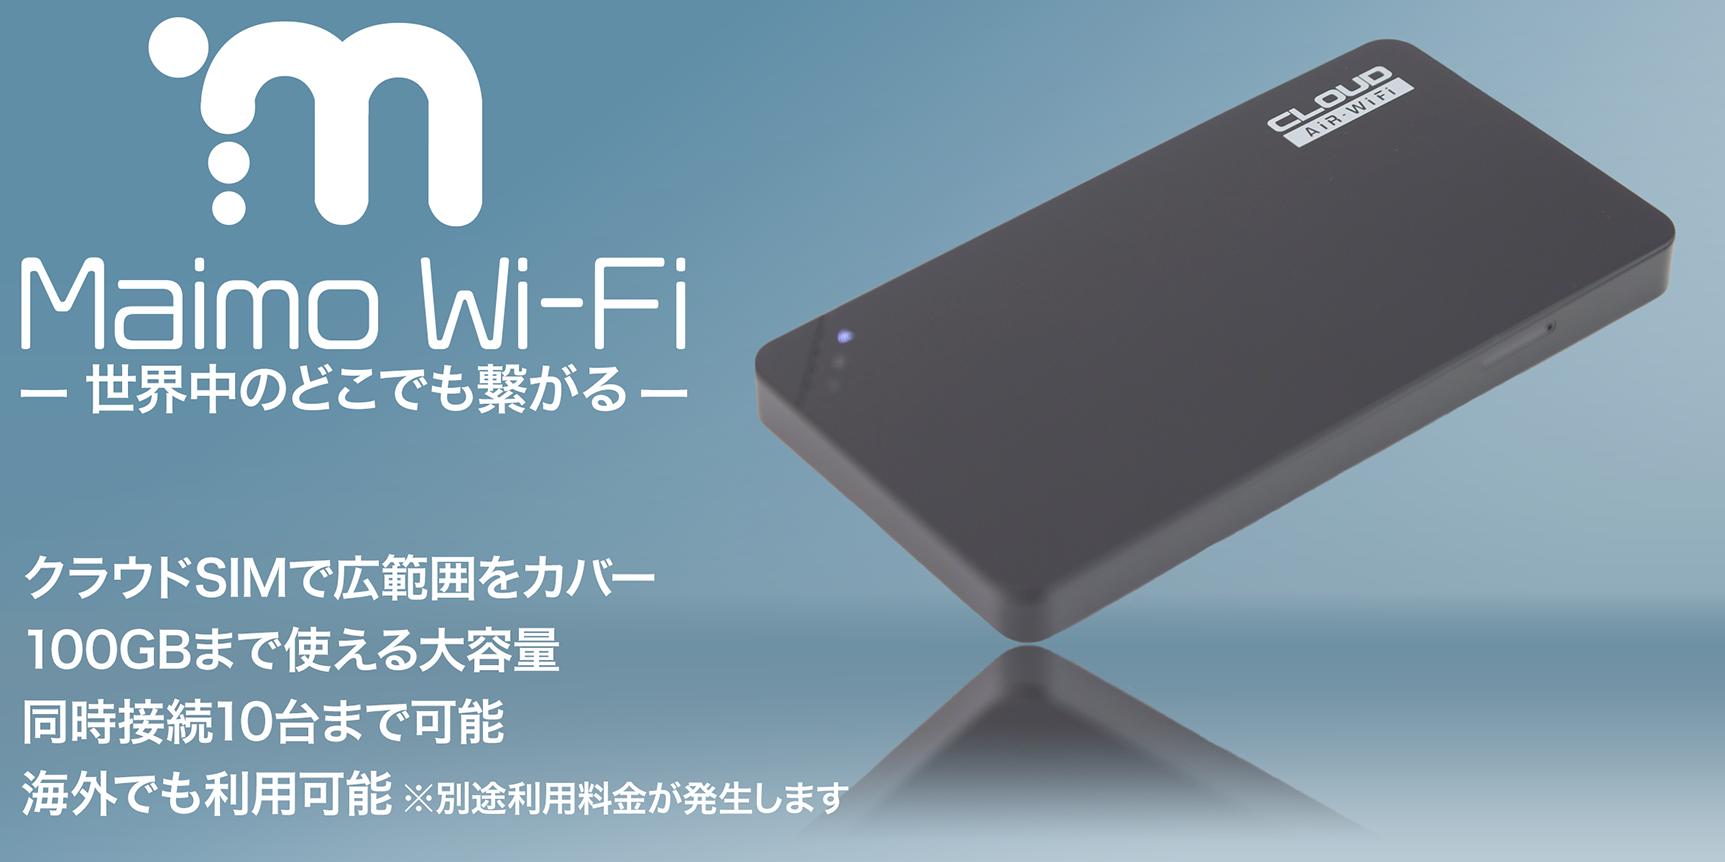 m
Maimo Wi-Fi
― 世界中のどこでも繋がる ―
CLOUD
AiR-WiFi
クラウドSIMで広範囲をカバー
100GBまで使える大容量
同時接続10台まで可能
海外でも利用可能 ※別途利用料金が発生します